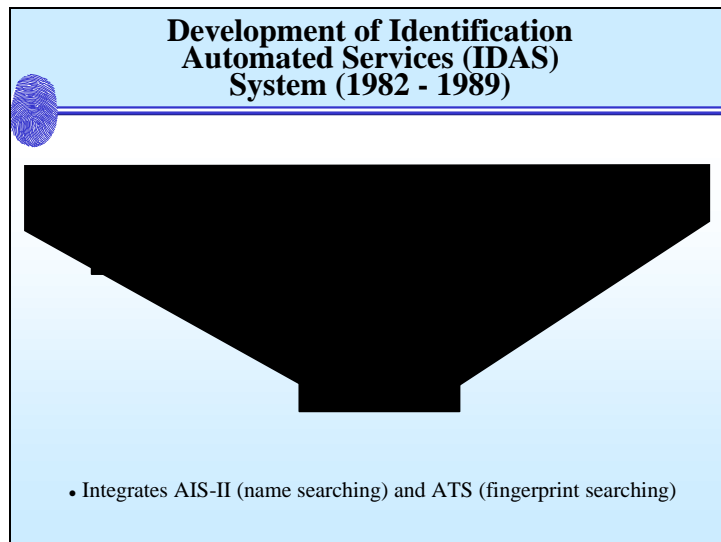 Development of Identification
Automated Services (IDAS)
System (1982 - 1989)
• Integrates AIS-II (name searching) and ATS (fingerprint searching)